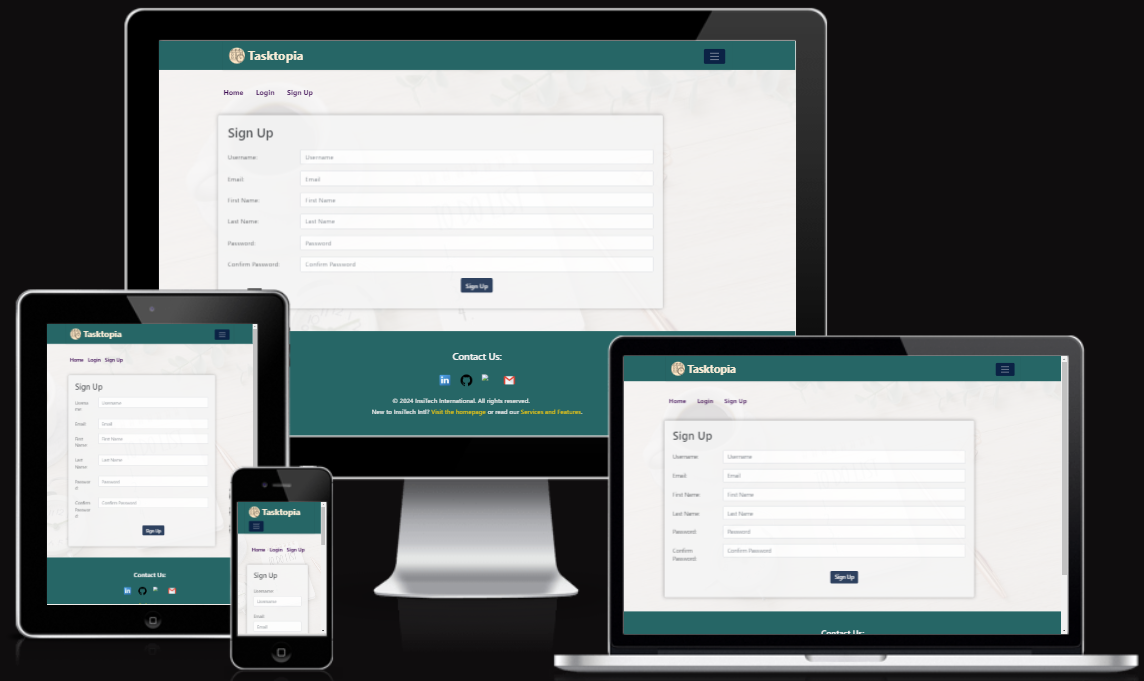 Tasktopia
Home Login Sign Up
Sign Up
Username: Username
Email: Email
First Name: First Name
Last Name: Last Name
Password: Password
Confirm Password: Confirm Password
Sign Up
Contact Us:
© 2024 InsiTech International. All rights reserved.
New to InsiTech Intl? Visit the homepage or read our Services and Features.
Tasktopia
Home Login Sign Up
Sign Up
Userna
me: Username
Email: Email
First
Name: First Name
Last
Name: Last Name
Passwor
d: Password
Confirm
Passwor
d: Confirm Password
Sign Up
Contact Us:
Tasktopia
Home Login Sign Up
Sign Up
Username:
Username
Email:
Email
Tasktopia
Home Login Sign Up
Sign Up
Username: Username
Email: Email
First Name: First Name
Last Name: Last Name
Password: Password
Confirm
Password: Confirm Password
Sign Up
Contact Us: